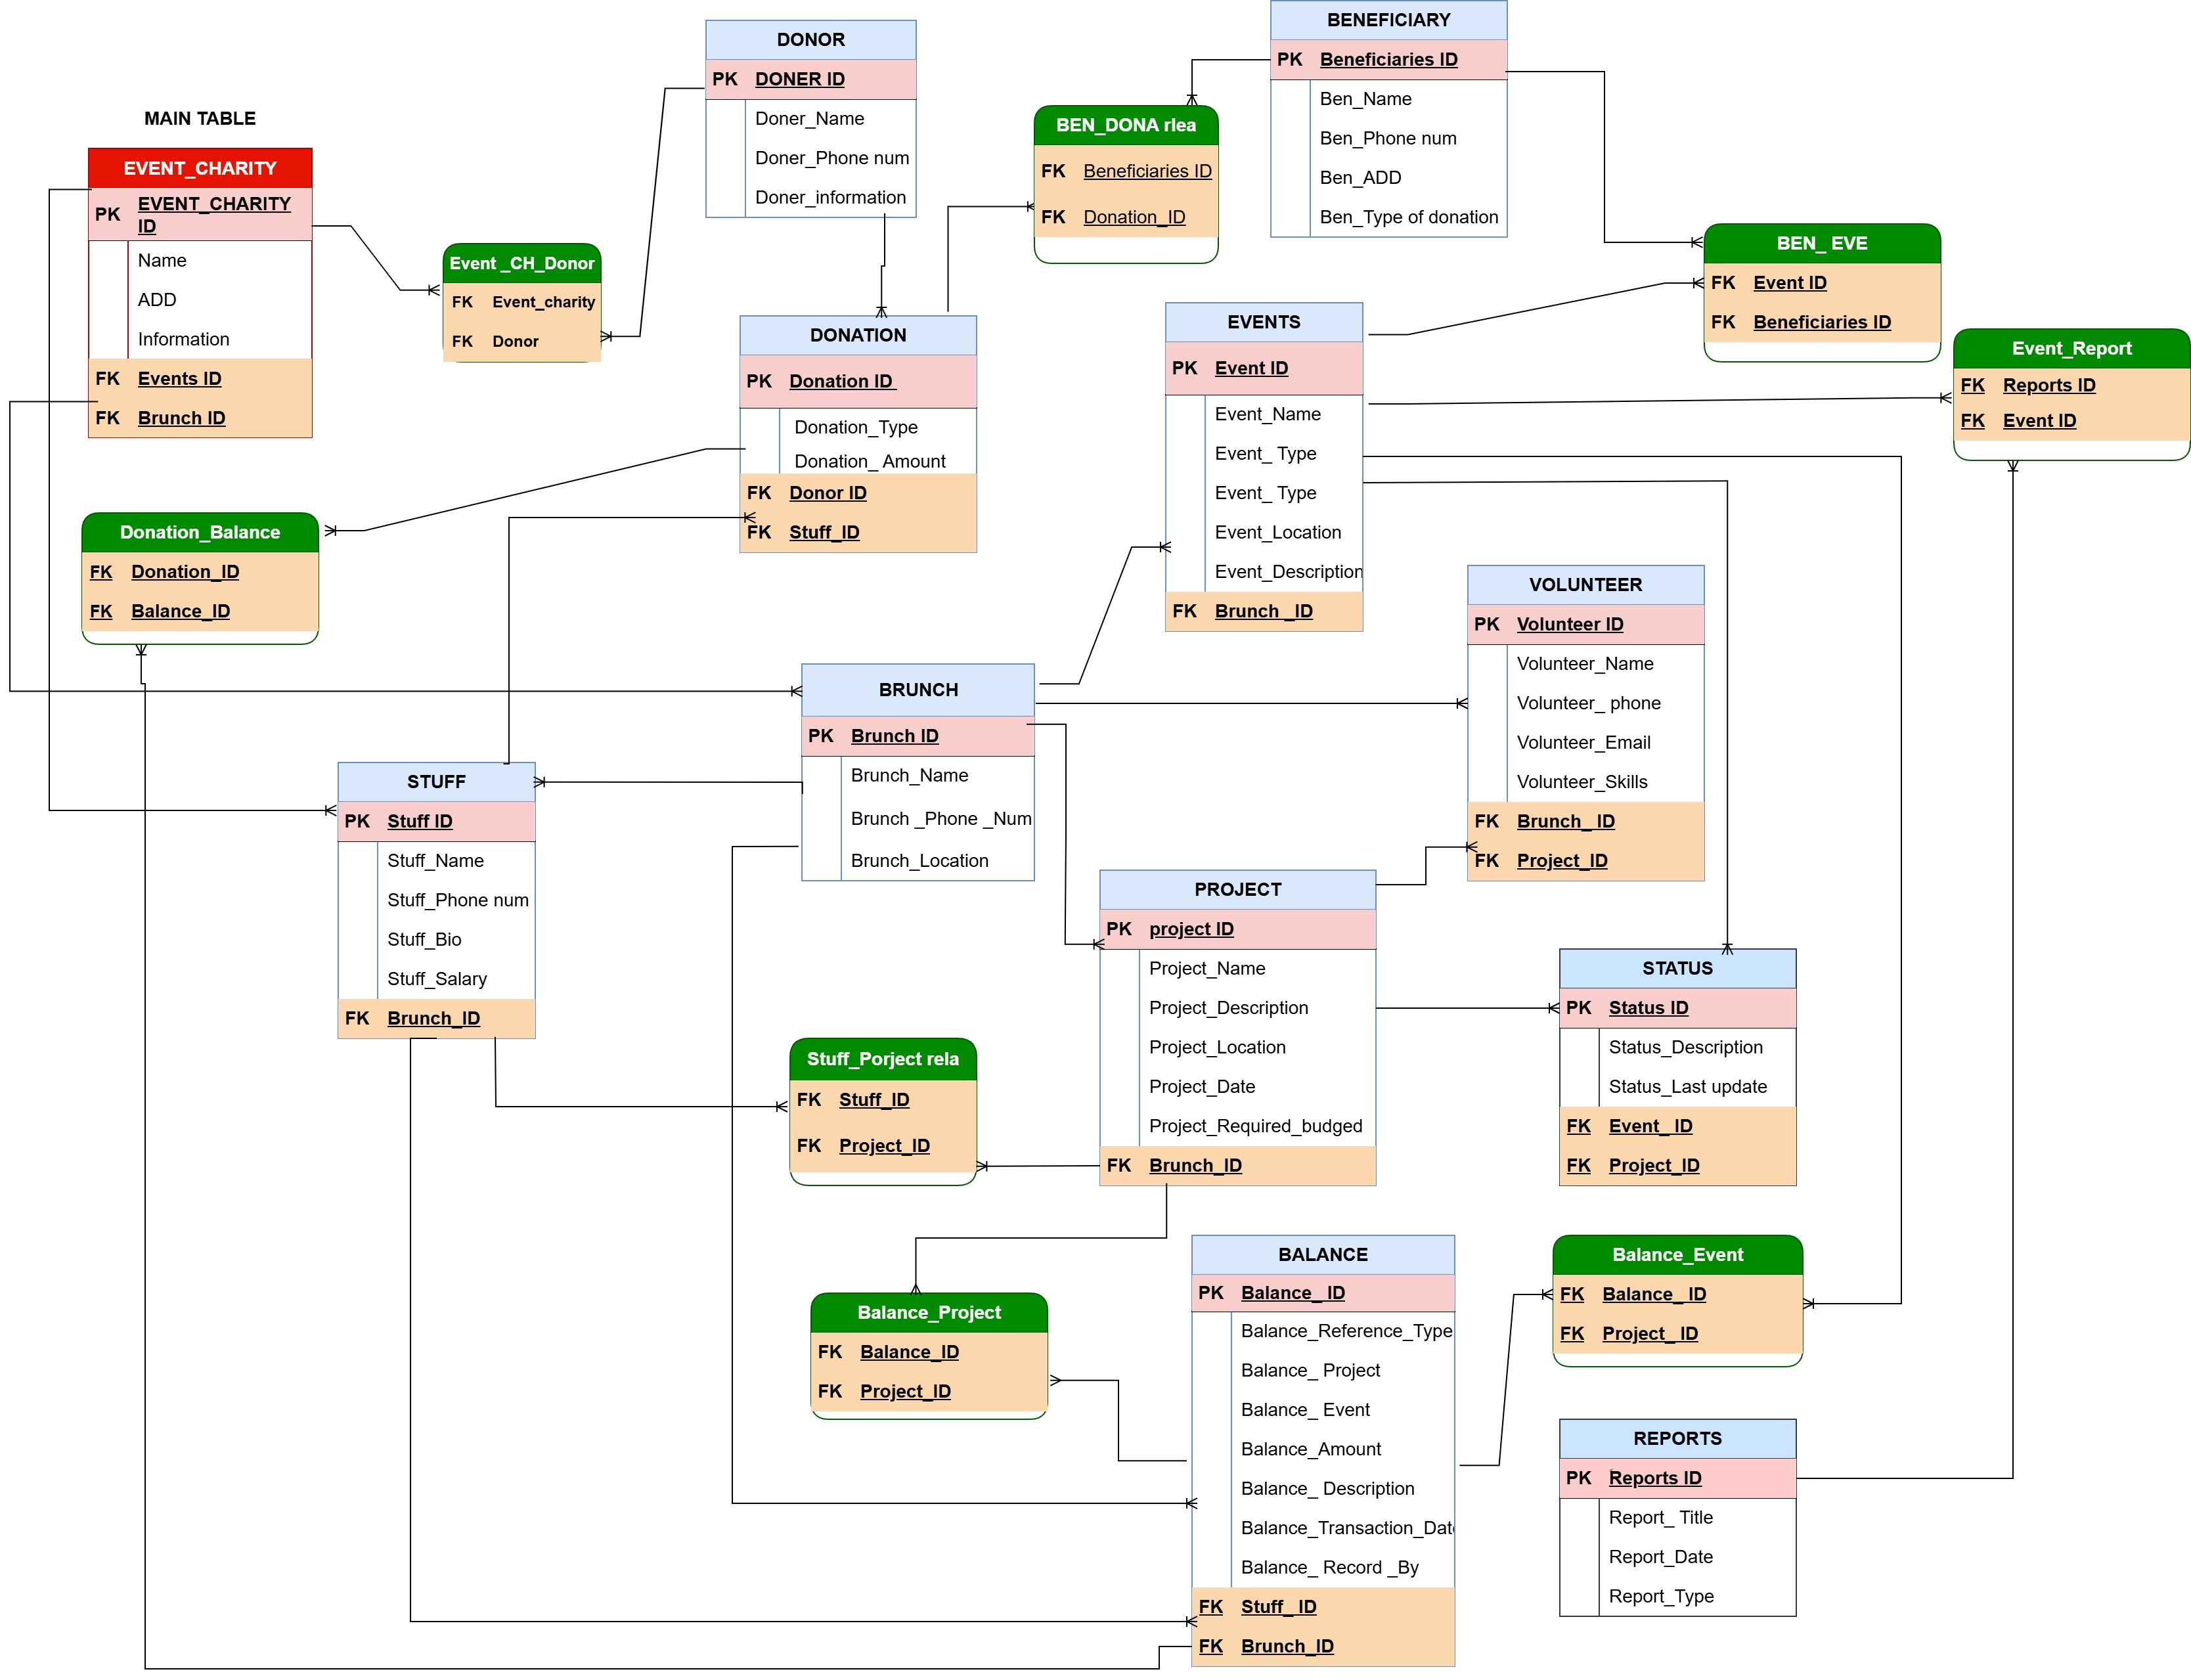 MAIN TABLE
EVENT_CHARITY
PK EVENT_CHARITY
ID
Name
ADD
Information
FK Events ID
FK Brunch ID
Event _CH_Donor
FK Event_charity
FK Donor
DONOR
PK DONER ID
Doner_Name
Doner_Phone num
Doner_information
BEN_DONA rlea
FK Beneficiaries ID
FK Donation_ID
BENEFICIARY
PK Beneficiaries ID
Ben_Name
Ben_Phone num
Ben_ADD
Ben_Type of donation
BEN_ EVE
FK Event ID
FK Beneficiaries ID
Event_Report
FK Reports ID
FK Event ID
DONATION
PK Donation ID
Donation_Type
Donation_ Amount
FK Donor ID
FK Stuff_ID
EVENTS
PK Event ID
Event_Name
Event_ Type
Event_ Type
Event_Location
Event_Description
FK Brunch _ID
Donation_Balance
FK Donation_ID
FK Balance_ID
VOLUNTEER
PK Volunteer ID
Volunteer_Name
Volunteer_ phone
Volunteer_Email
Volunteer_Skills
FK Brunch_ ID
FK Project_ID
BRUNCH
PK Brunch ID
Brunch_Name
Brunch _Phone _Num
Brunch_Location
STUFF
PK Stuff ID
Stuff_Name
Stuff_Phone num
Stuff_Bio
Stuff_Salary
FK Brunch_ID
PROJECT
PK project ID
Project_Name
Project_Description
Project_Location
Project_Date
Project_Required_budged
FK Brunch_ID
STATUS
PK Status ID
Status_Description
Status_Last update
FK Event_ ID
FK Project_ID
Stuff_Porject rela
FK Stuff_ID
FK Project_ID
Balance_Project
FK Balance_ID
FK Project_ID
BALANCE
PK Balance_ ID
Balance_Reference_Type
Balance_ Project
Balance_ Event
Balance_Amount
Balance_ Description
Balance_Transaction_Dat
Balance_ Record _By
FK Stuff_ ID
FK Brunch_ID
Balance_Event
FK Balance_ ID
FK Project_ ID
REPORTS
PK Reports ID
Report_ Title
Report_Date
Report_Type